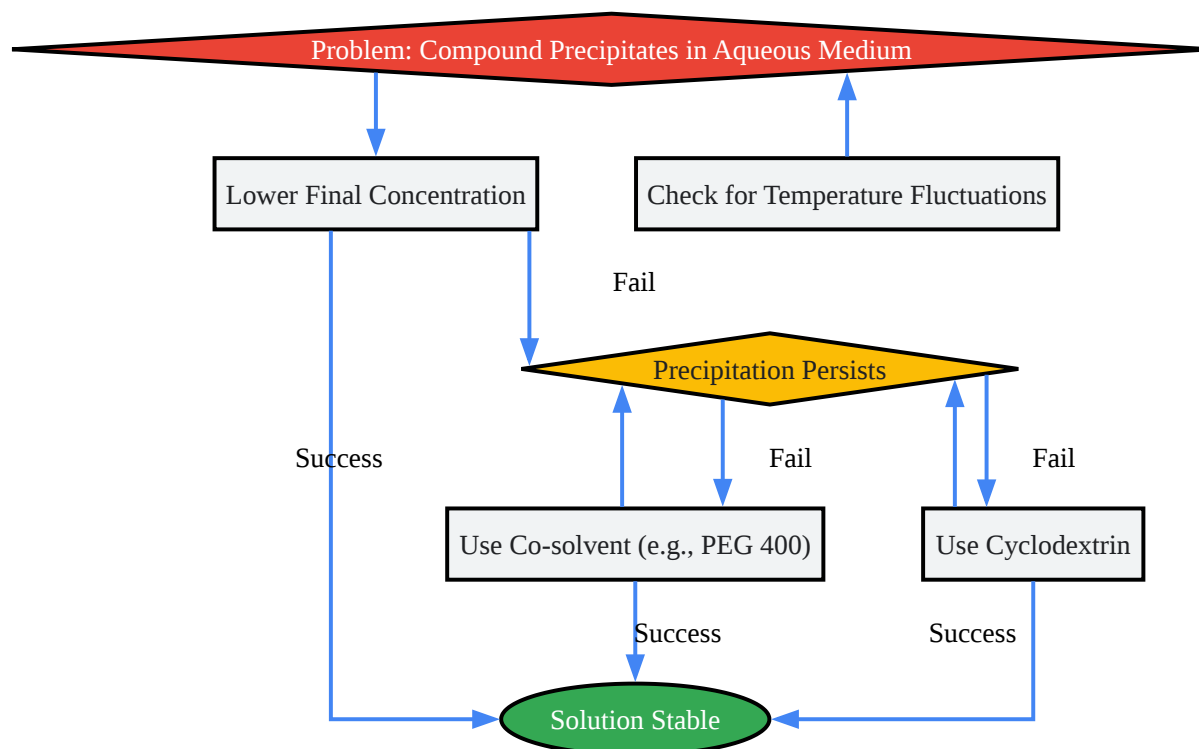 Problem: Compound Precipitates in Aqueous Medium
Lower Final Concentration
Check for Temperature Fluctuations
Fail
Precipitation Persists
Success
Fail
Fail
Use Co-solvent (e.g., PEG 400)
Use Cyclodextrin
Success
Success
Solution Stable